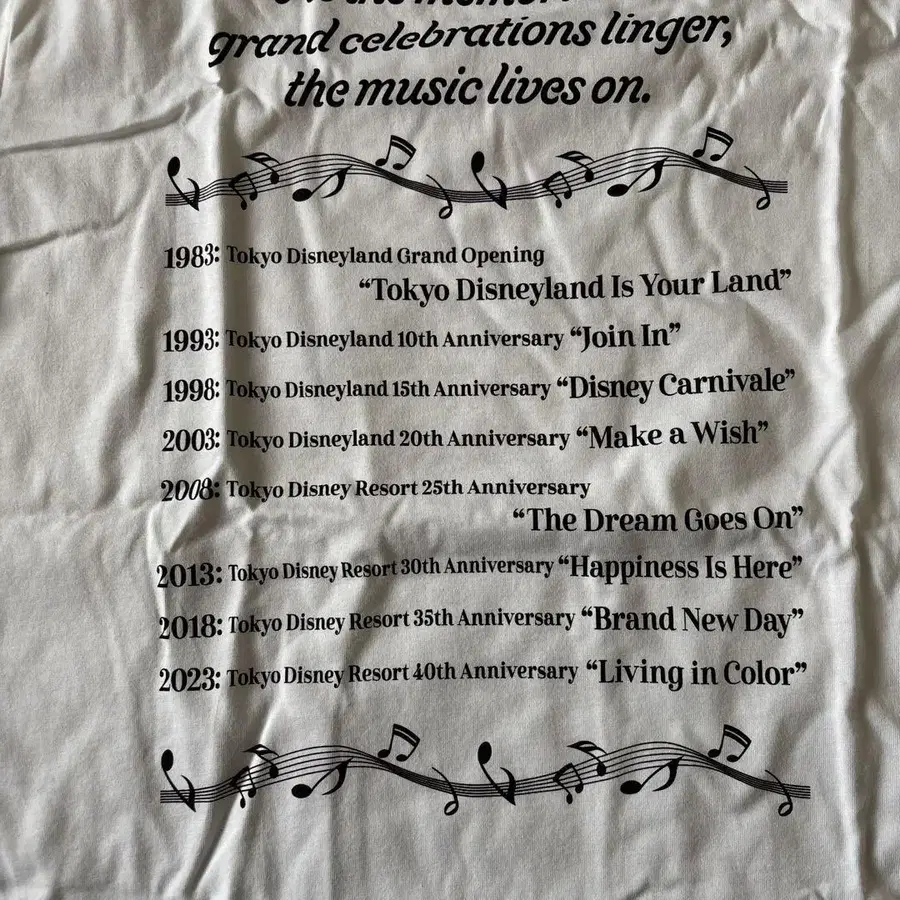 the
grand celebrations linger,
the music lives on.
1983: Tokyo Disneyland Grand Opening
“Tokyo Disneyland Is Your Land”
1993: Tokyo Disneyland 10th Anniversary “Join In”
1998: Tokyo Disneyland 15th Anniversary “Disney Carnivale”
2003: Tokyo Disneyland 20th Anniversary “Make a Wish”
2008: Tokyo Disney Resort 25th Anniversary
“The Dream Goes On”
2013: Tokyo Disney Resort 30th Anniversary “Happiness Is Here”
2018: Tokyo Disney Resort 35th Anniversary “Brand New Day”
2023: Tokyo Disney Resort 40th Anniversary “Living in Color”